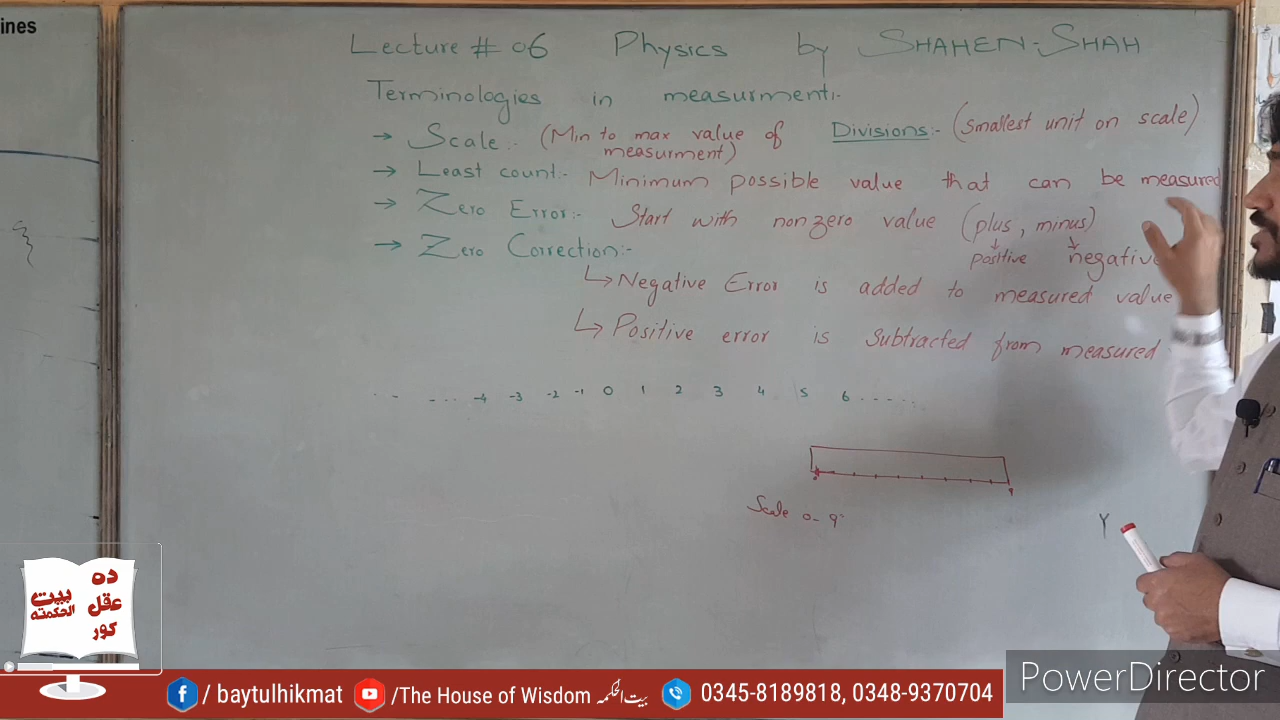 ines
Lecture # 06 Physics by SHAHEN-SHAH
Terminologies in measurment:-
→ Scale:- (Min to max value of measurment) Divisions:- (smallest unit on scale)
→ Least count:- Minimum possible value that can be measured
→ Zero Error:- Start with nonzero value (plus, minus)
positive negative
→ Zero Correction:-
↳ Negative Error is added to measured value
↳ Positive error is subtracted from measured
.. ... -4 -3 -2 -1 0 1 2 3 4 5 6 ......
0 9
Scale 0-9"
Y
ده
عقل
کور
بیت
الحکمته
/ baytulhikmat /The House of Wisdom بیت الحکمہ 0345-8189818, 0348-9370704
PowerDirector